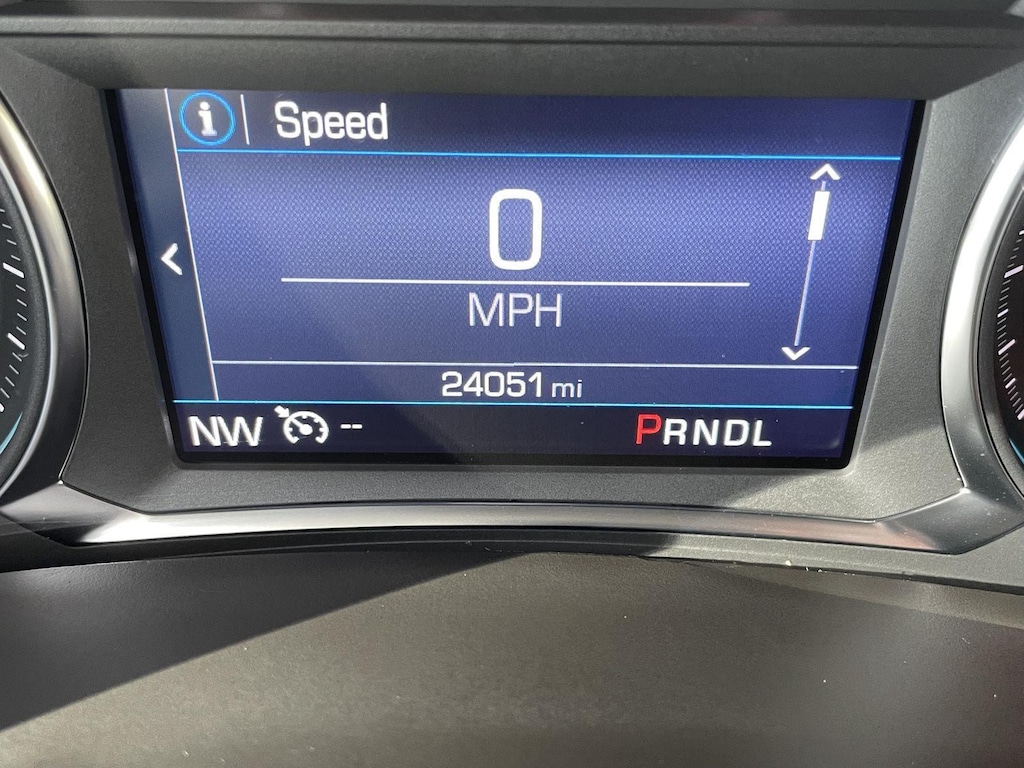 i Speed
0
MPH
24051 mi
NW -- PRNDL